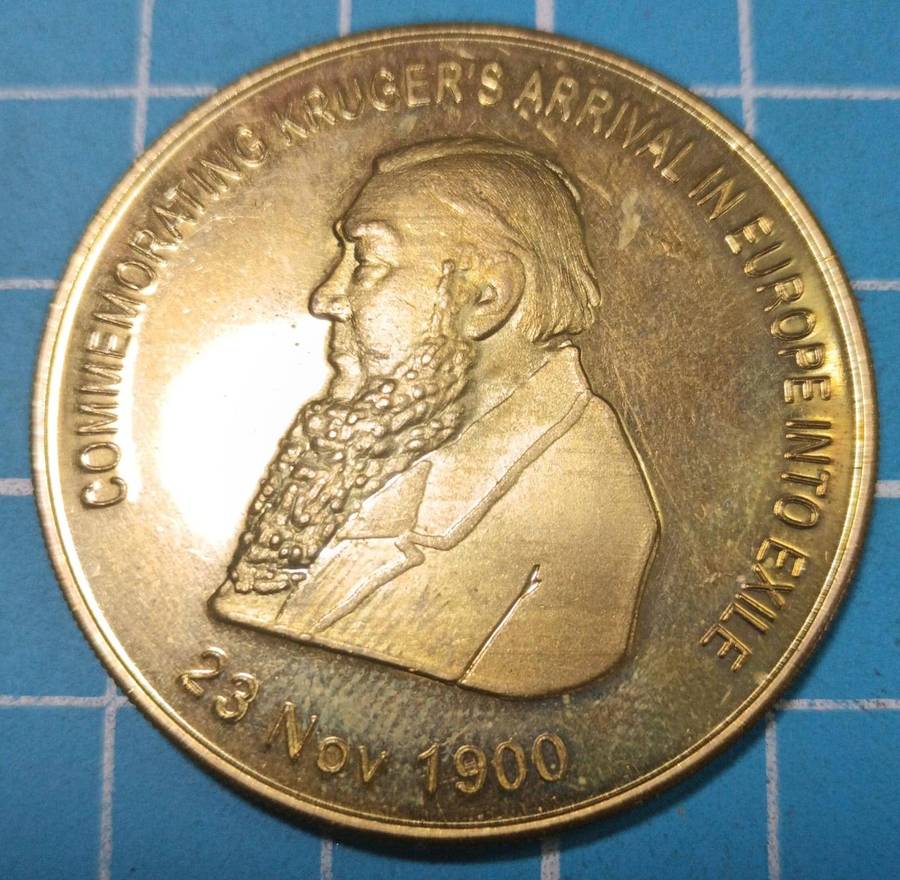 COMMEMORATING KRUGER'S ARRIVAL IN EUROPE INTO EXILE
23 Nov 1900